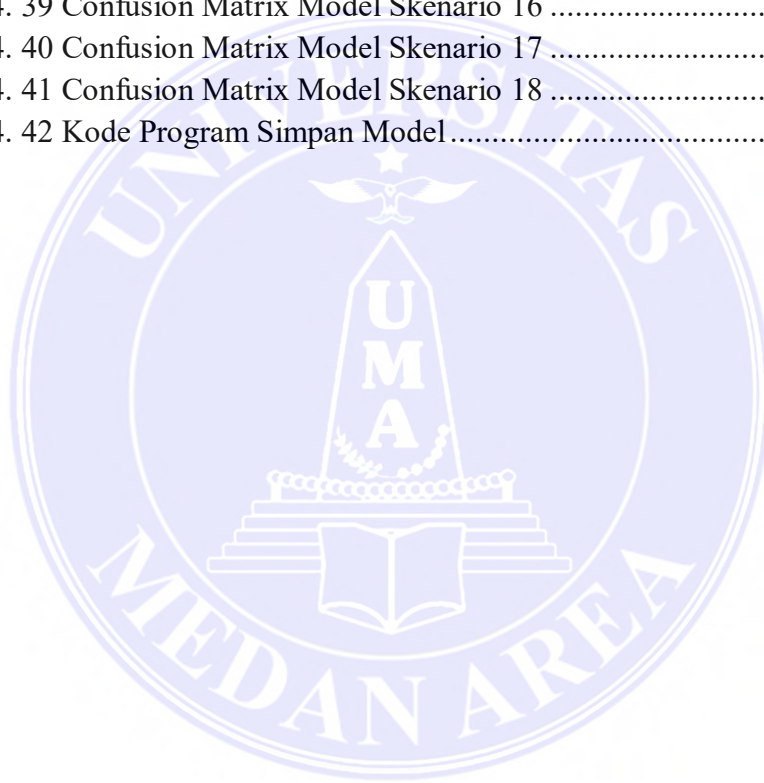 4. 39 Confusion Matrix Model Skenario 16 ..........................
4. 40 Confusion Matrix Model Skenario 17 ..........................
4. 41 Confusion Matrix Model Skenario 18 ..........................
4. 42 Kode Program Simpan Model ......................................
UNIVERSITAS
U
M
A
MEDAN AREA